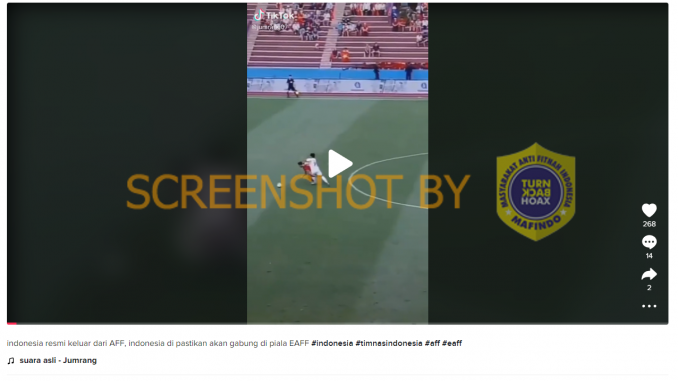 TikTok
SCREENSHOT BY
MASYARAKAT ANTI FITNAH INDONESIA
TURN
BACK
HOAX
MAFINDO
268
14
2
indonesia resmi keluar dari AFF, indonesia di pastikan akan gabung di piala EAFF #indonesia #timnasindonesia #aff #eaff
suara asli - Jumrang